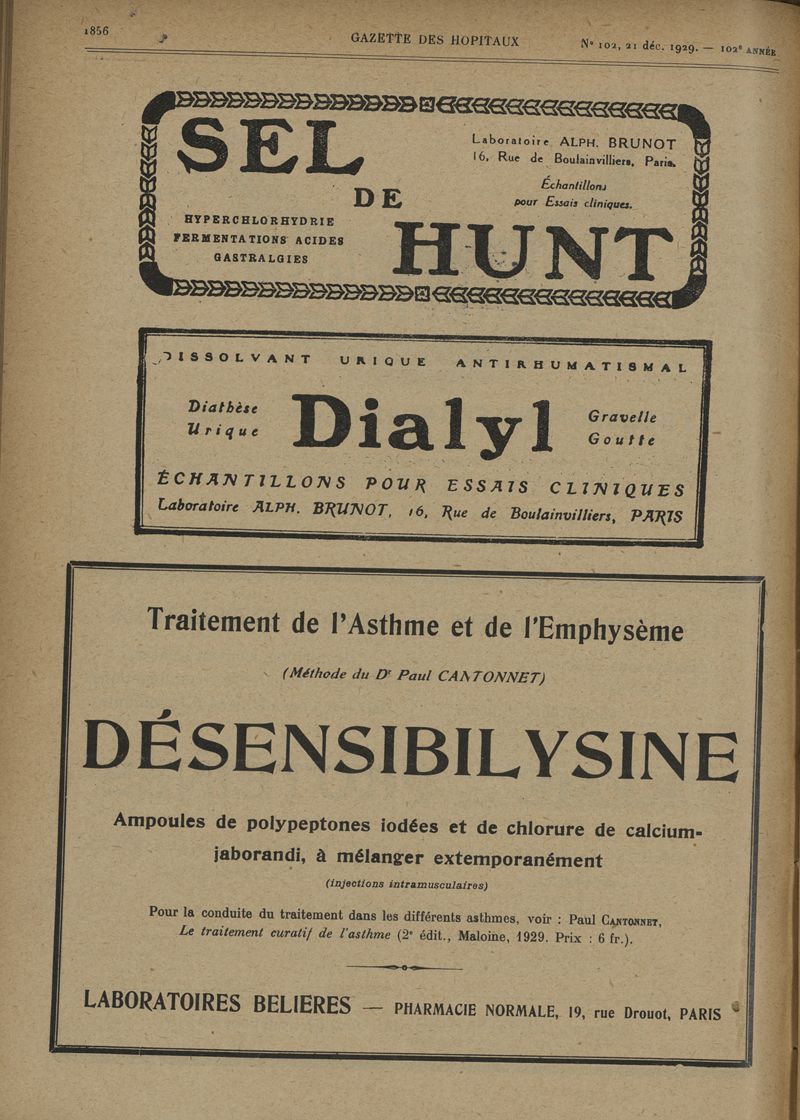 1856
GAZETTE DES HOPITAUX
N° 102, 21 déc. 1929. — 102e ANNÉE
SEL
DE
HUNT
Laboratoire ALPH. BRUNOT
16, Rue de Boulainvilliers, Paris.
Échantillons
pour Essais cliniques.
HYPERCHLORHYDRIE
FERMENTATIONS ACIDES
GASTRALGIES
DISSOLVANT URIQUE ANTIRHUMATISMAL
Diathèse
Urique
Dialyl
Gravelle
Goutte
ÉCHANTILLONS POUR ESSAIS CLINIQUES
Laboratoire ALPH. BRUNOT, 16, Rue de Boulainvilliers, PARIS
Traitement de l'Asthme et de l'Emphysème
(Méthode du Dr Paul CANTONNET)
DÉSENSIBILYSINE
Ampoules de polypeptones iodées et de chlorure de calcium-
jaborandi, à mélanger extemporanément
(injections intramusculaires)
Pour la conduite du traitement dans les différents asthmes, voir : Paul CANTONNET,
Le traitement curatif de l'asthme (2e édit., Maloine, 1929. Prix : 6 fr.).
LABORATOIRES BELIERES — PHARMACIE NORMALE, 19, rue Drouot, PARIS